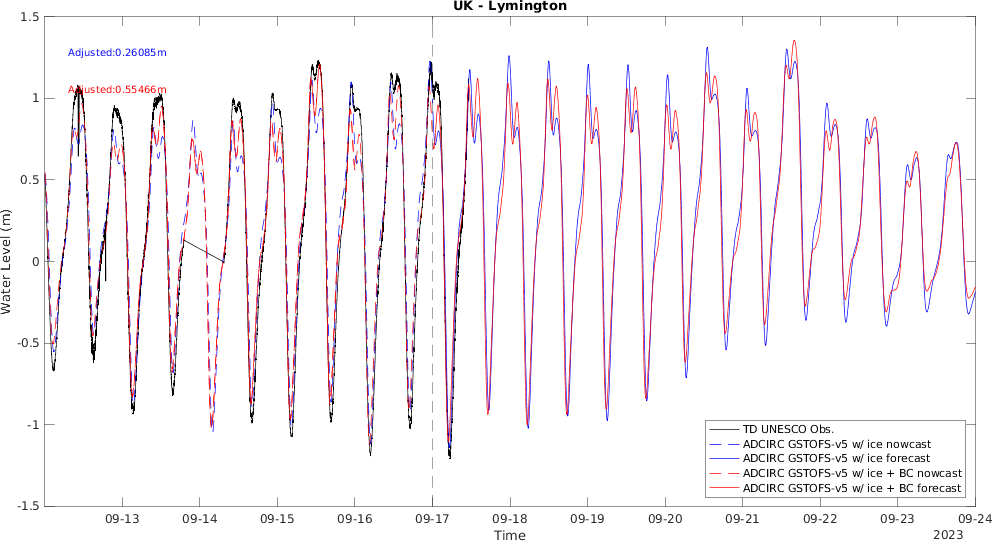 UK - Lymington
1.5
1
0.5
0
-0.5
-1
-1.5
Water Level (m)
Adjusted:0.26085m
Adjusted:0.55466m
TD UNESCO Obs.
ADCIRC GSTOFS-v5 w/ ice nowcast
ADCIRC GSTOFS-v5 w/ ice forecast
ADCIRC GSTOFS-v5 w/ ice + BC nowcast
ADCIRC GSTOFS-v5 w/ ice + BC forecast
09-13 09-14 09-15 09-16 09-17 09-18 09-19 09-20 09-21 09-22 09-23 09-24
Time
2023